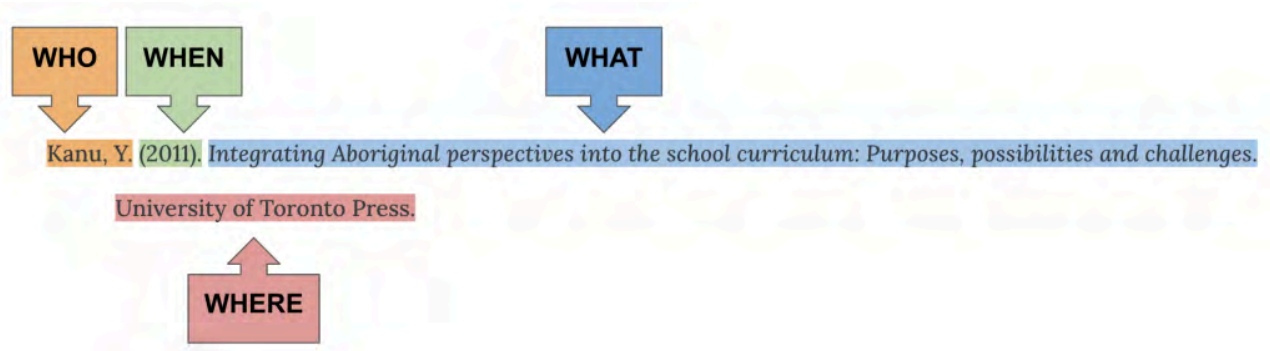 WHO WHEN WHAT
Kanu, Y. (2011). Integrating Aboriginal perspectives into the school curriculum: Purposes, possibilities and challenges.
University of Toronto Press.
WHERE